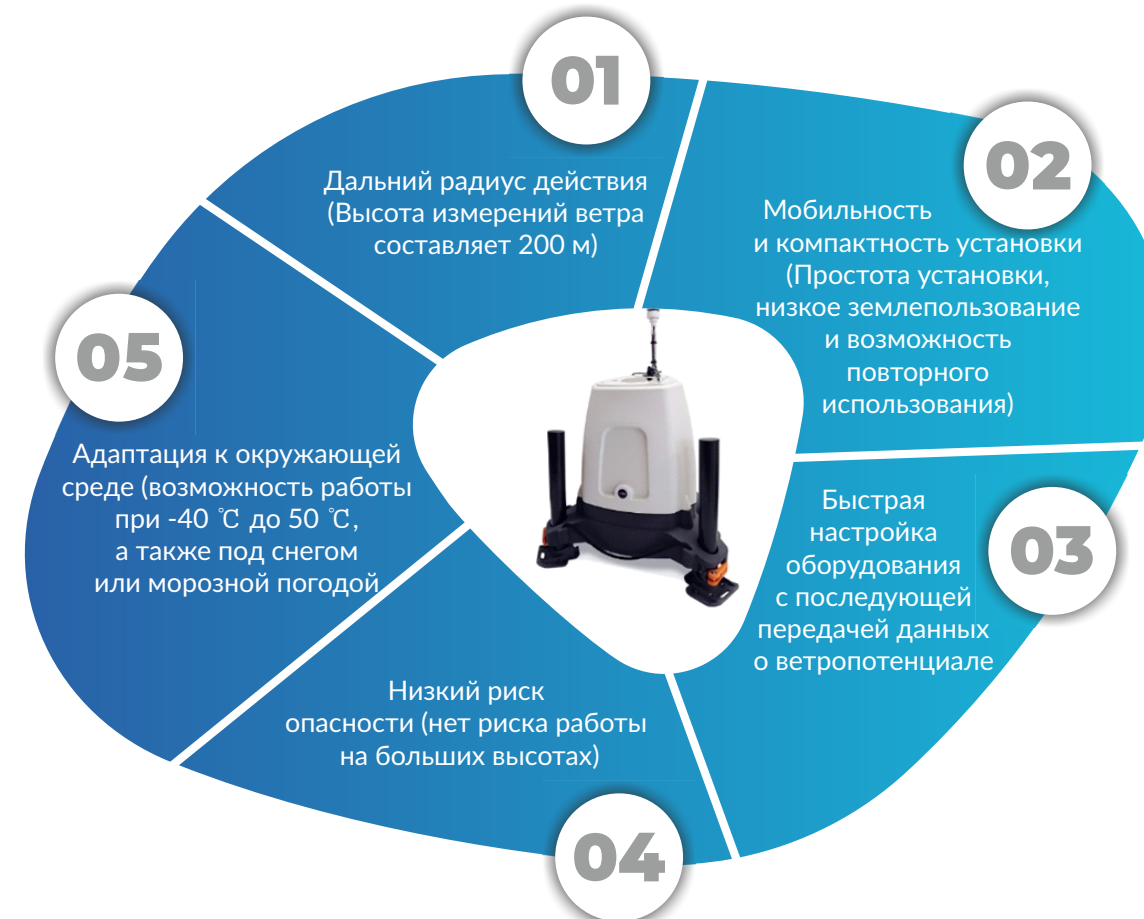 01
Дальний радиус действия
(Высота измерений ветра
составляет 200 м)
02
Мобильность
и компактность установки
(Простота установки,
низкое землепользование
и возможность
повторного
использования)
03
Быстрая
настройка
оборудования
с последующей
передачей данных
о ветропотенциале
04
Низкий риск
опасности (нет риска работы
на больших высотах)
05
Адаптация к окружающей
среде (возможность работы
при -40 ℃ до 50 ℃,
а также под снегом
или морозной погодой